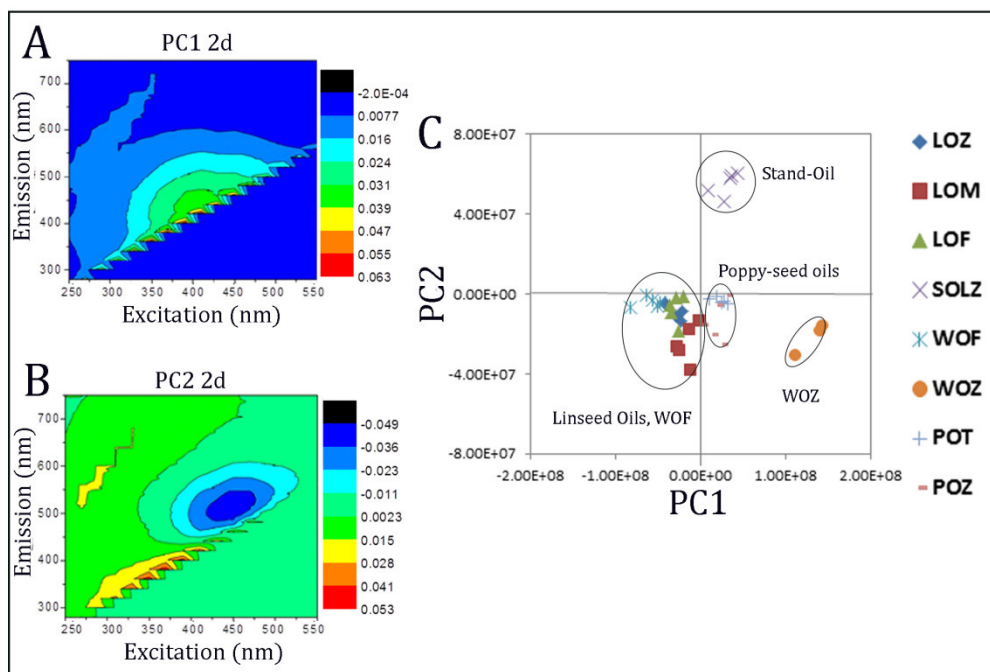 A
PC1 2d
Emission (nm)
700
600
500
400
300
250 300 350 400 450 500 550
Excitation (nm)
-2.0E-04
0.0077
0.016
0.024
0.031
0.039
0.047
0.055
0.063
B
PC2 2d
Emission (nm)
700
600
500
400
300
250 300 350 400 450 500 550
Excitation (nm)
-0.049
-0.036
-0.023
-0.011
0.0023
0.015
0.028
0.041
0.053
C
PC2
8.00E+07
4.00E+07
0.00E+00
-4.00E+07
-8.00E+07
Stand-Oil
Poppy-seed oils
WOZ
Linseed Oils, WOF
-2.00E+08 -1.00E+08 0.00E+00 1.00E+08 2.00E+08
PC1
LOZ
LOM
LOF
SOLZ
WOF
WOZ
POT
POZ